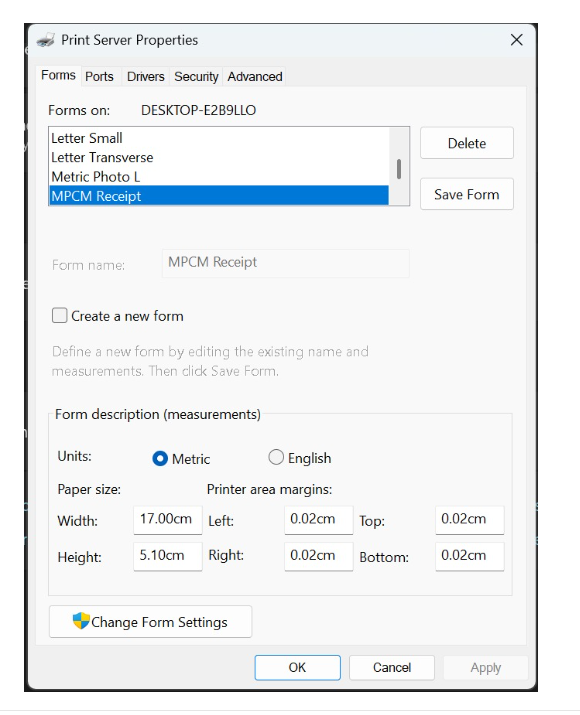 Print Server Properties
Forms Ports Drivers Security Advanced
Forms on: DESKTOP-E2B9LLO
Letter Small
Letter Transverse
Metric Photo L
MPCM Receipt
Delete
Save Form
Form name: MPCM Receipt
Create a new form
Define a new form by editing the existing name and
measurements. Then click Save Form.
Form description (measurements)
Units: Metric English
Paper size: Printer area margins:
Width: 17.00cm Left: 0.02cm Top: 0.02cm
Height: 5.10cm Right: 0.02cm Bottom: 0.02cm
Change Form Settings
OK Cancel Apply